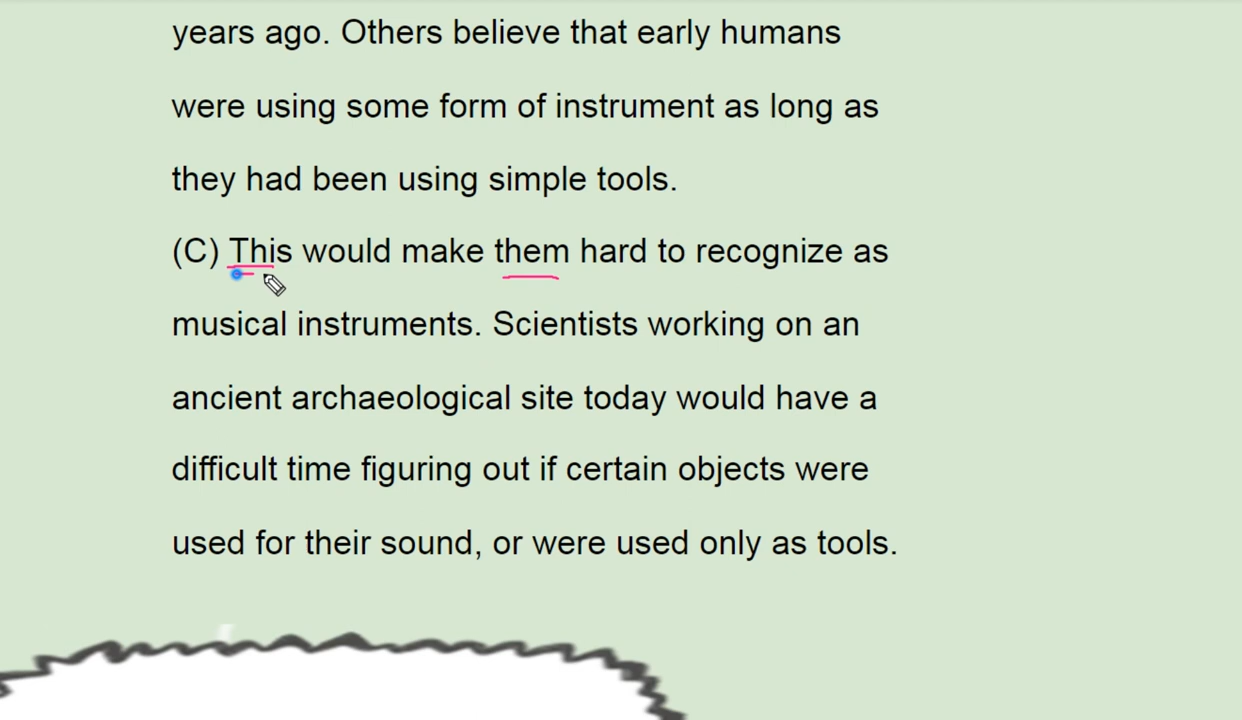 years ago. Others believe that early humans
were using some form of instrument as long as
they had been using simple tools.
(C) This would make them hard to recognize as
musical instruments. Scientists working on an
ancient archaeological site today would have a
difficult time figuring out if certain objects were
used for their sound, or were used only as tools.